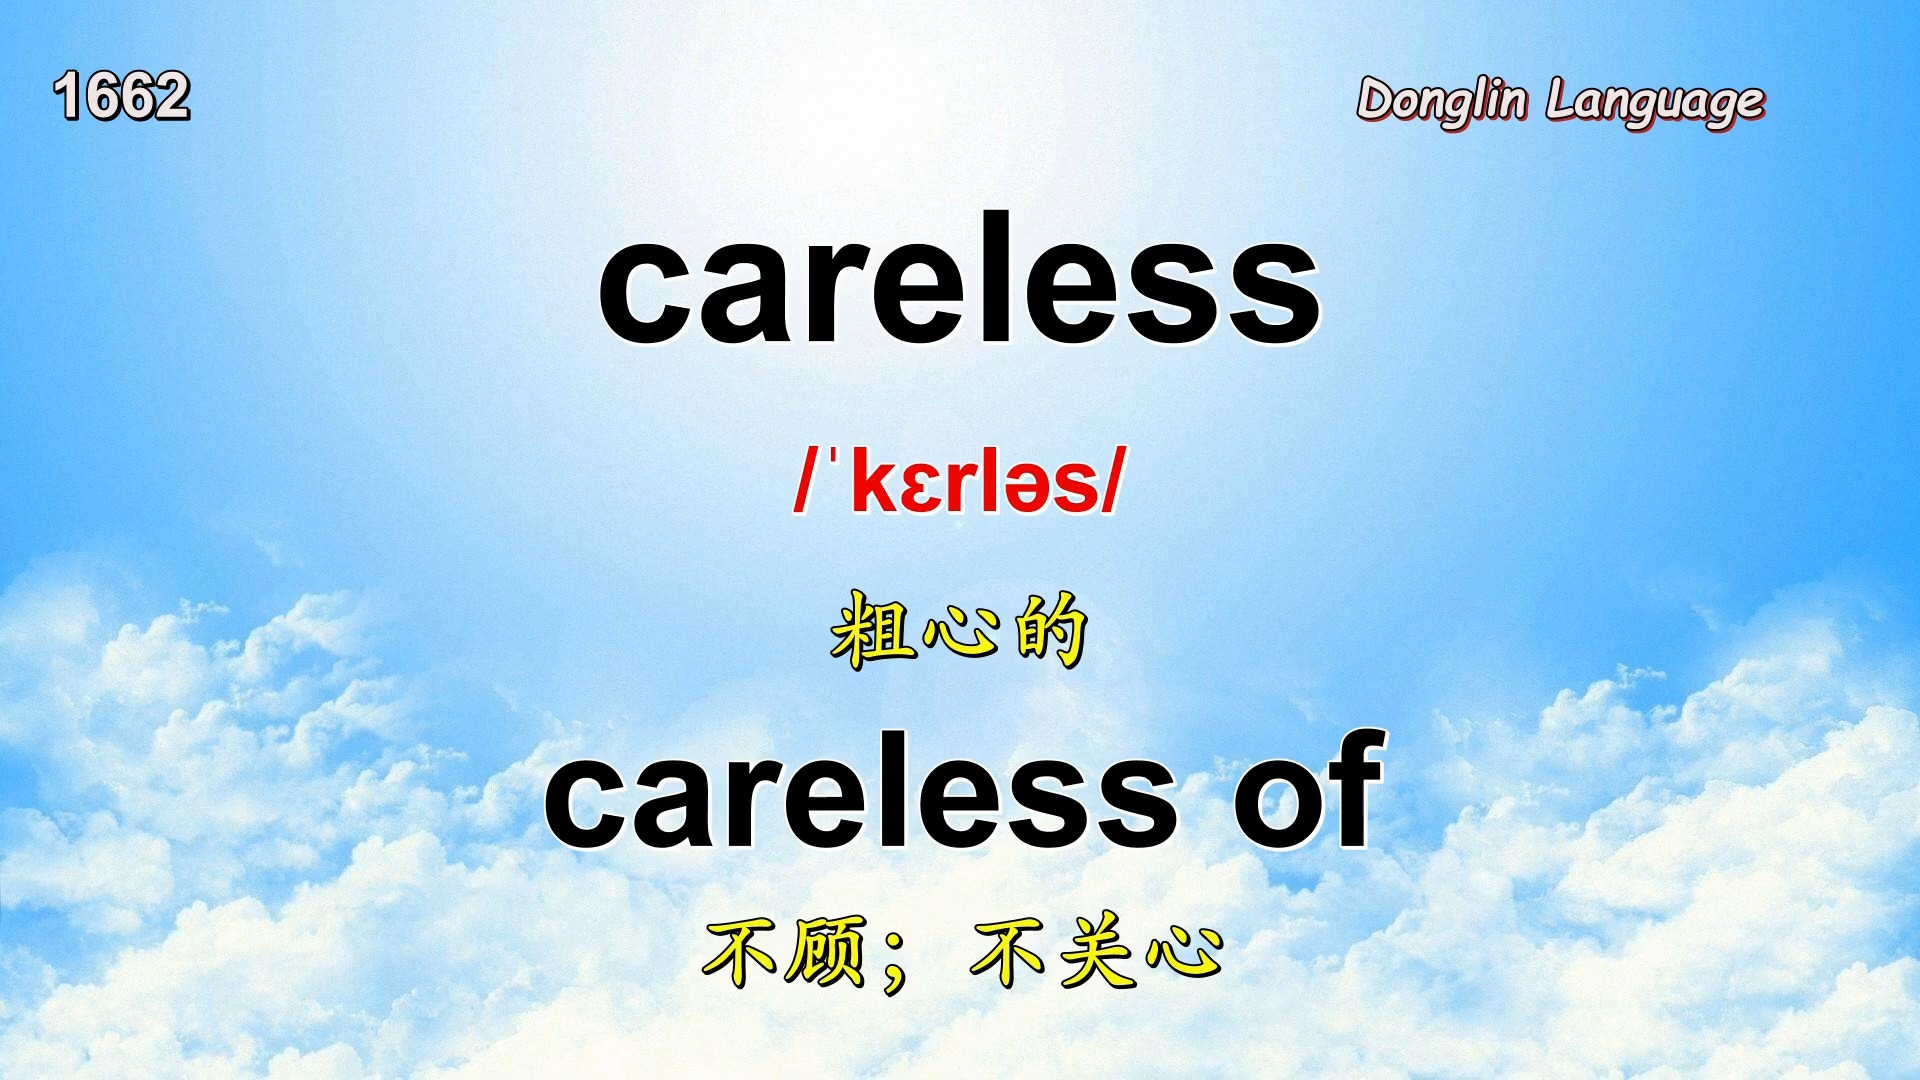 1662
Donglin Language
careless
/ˈkɛrləs/
粗心的
careless of
不顾；不关心